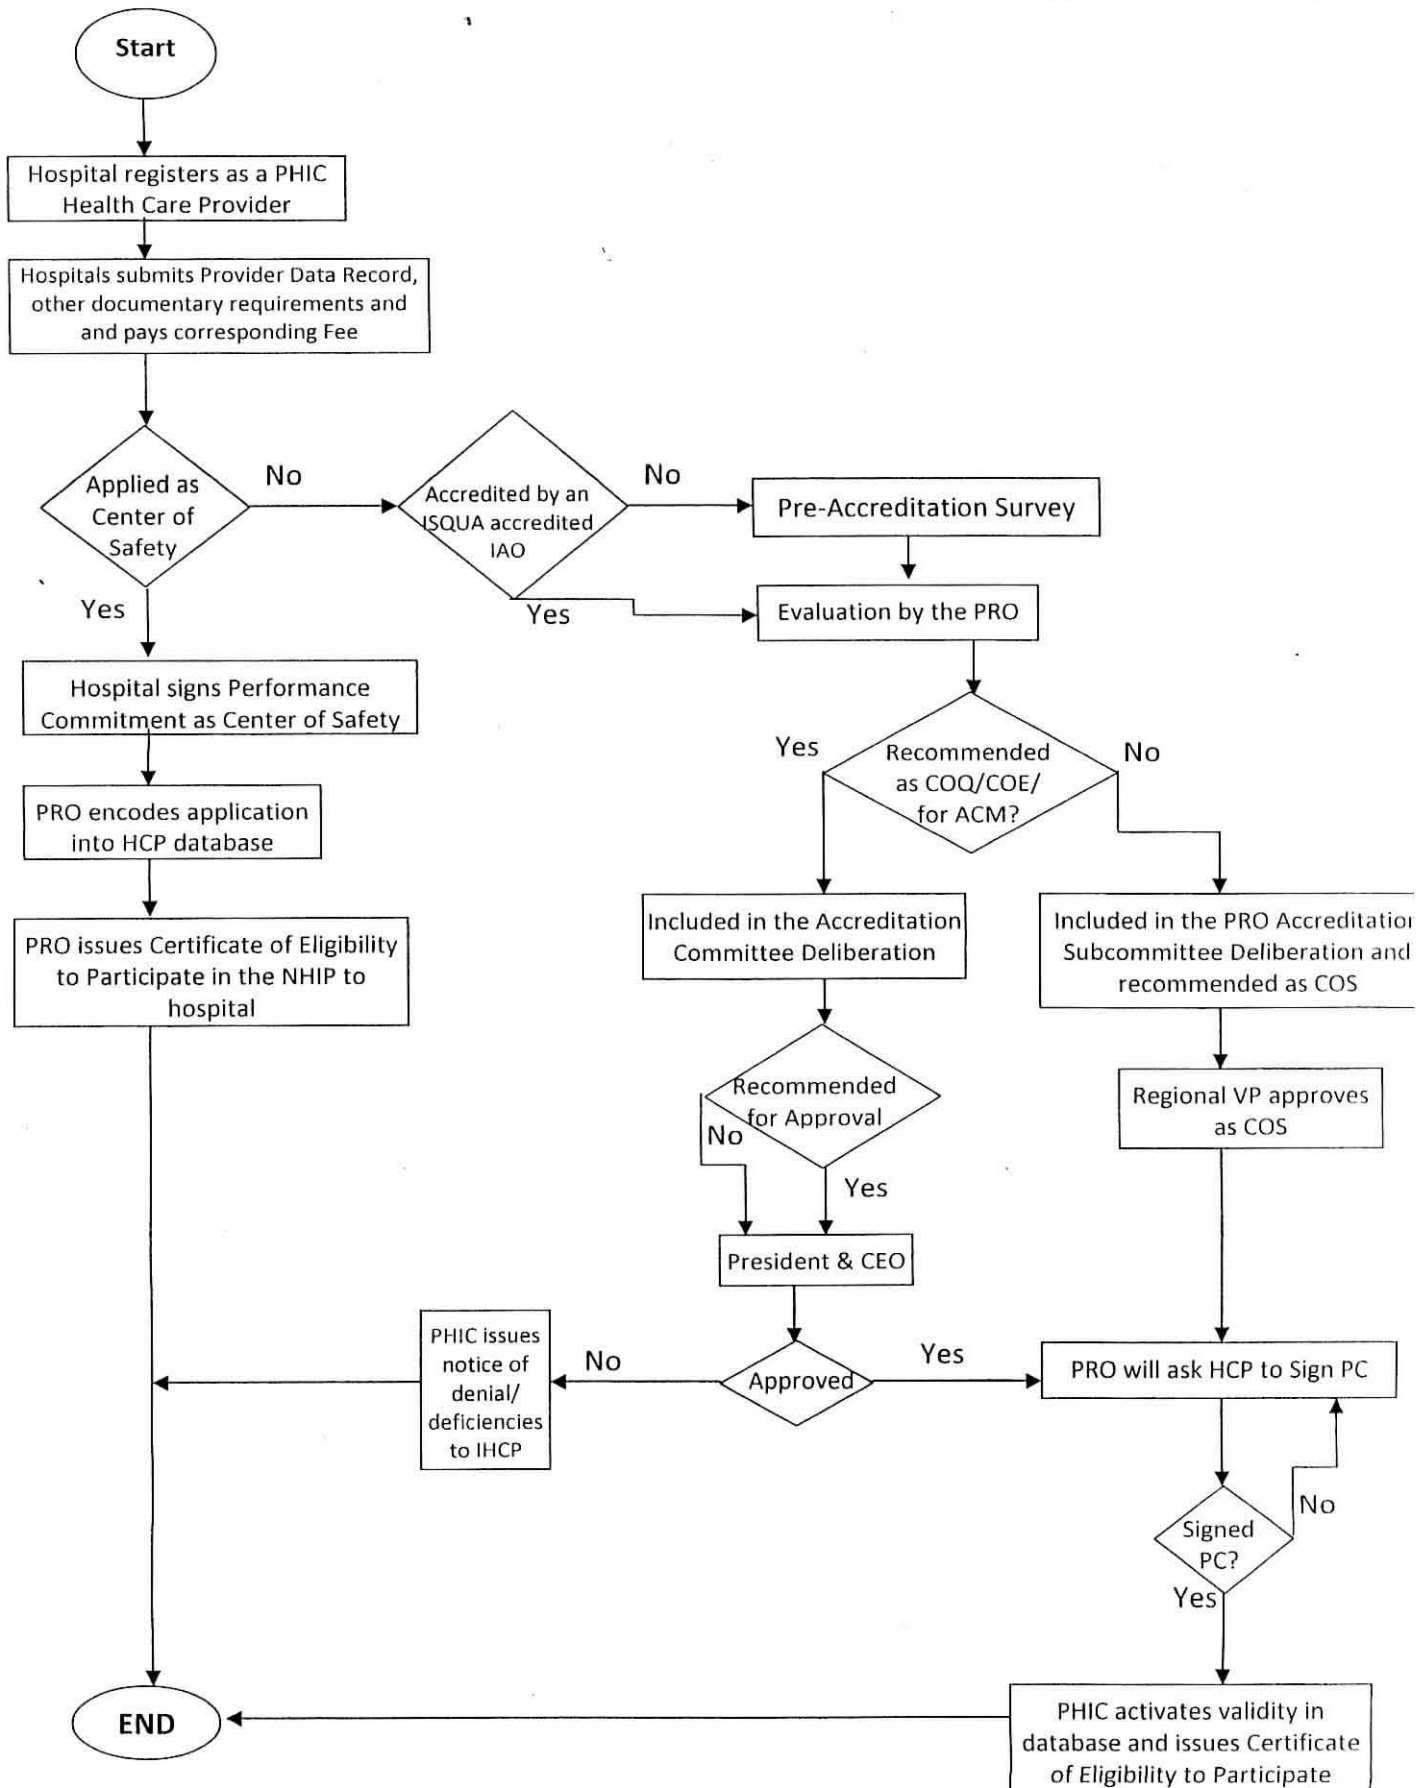 Start
Hospital registers as a PHIC
Health Care Provider
Hospitals submits Provider Data Record,
other documentary requirements and
and pays corresponding Fee
Applied as
Center of
Safety
No
Yes
Accredited by an
ISQUA accredited
IAO
No
Yes
Pre-Accreditation Survey
Evaluation by the PRO
Hospital signs Performance
Commitment as Center of Safety
PRO encodes application
into HCP database
PRO issues Certificate of Eligibility
to Participate in the NHIP to
hospital
Recommended
as COQ/COE/
for ACM?
Yes
No
Included in the Accreditation
Committee Deliberation
Included in the PRO Accreditation
Subcommittee Deliberation and
recommended as COS
Recommended
for Approval
No
Yes
Regional VP approves
as COS
President & CEO
Approved
No
Yes
PHIC issues
notice of
denial/
deficiencies
to IHCP
PRO will ask HCP to Sign PC
Signed
PC?
No
Yes
PHIC activates validity in
database and issues Certificate
of Eligibility to Participate
END